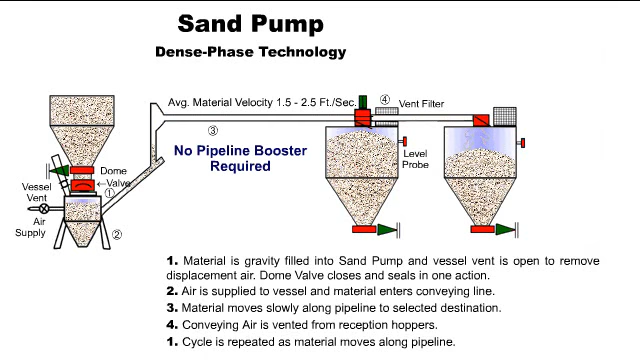 Sand Pump
Dense-Phase Technology
Avg. Material Velocity 1.5 - 2.5 Ft./Sec.
④
Vent Filter
③
No Pipeline Booster
Required
Level
Probe
Dome
Valve
①
Vessel
Vent
Air
Supply
②
1. Material is gravity filled into Sand Pump and vessel vent is open to remove
displacement air. Dome Valve closes and seals in one action.
2. Air is supplied to vessel and material enters conveying line.
3. Material moves slowly along pipeline to selected destination.
4. Conveying Air is vented from reception hoppers.
1. Cycle is repeated as material moves along pipeline.